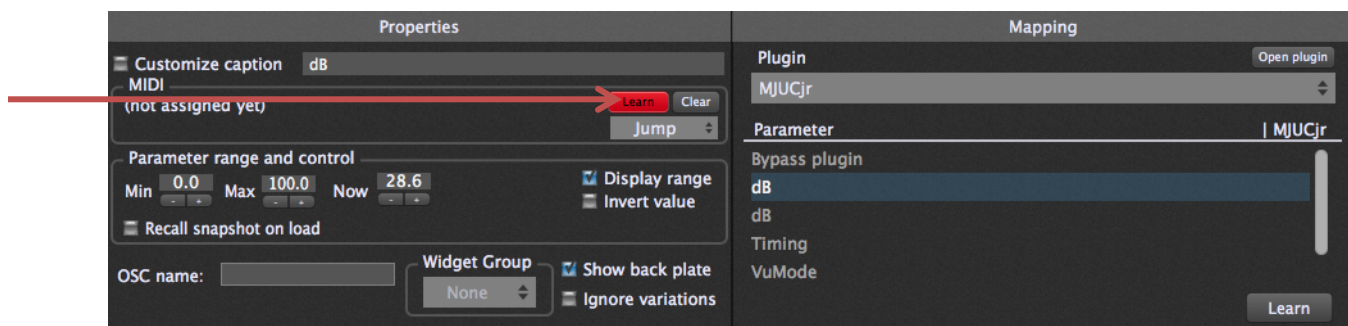 Properties
Customize caption dB
MIDI
(not assigned yet) Learn Clear
Jump
Parameter range and control
Min 0.0 Max 100.0 Now 28.6 Display range
- + - + - + Invert value
Recall snapshot on load
OSC name: Widget Group Show back plate
None Ignore variations
Mapping
Plugin Open plugin
MJUCjr
Parameter | MJUCjr
Bypass plugin
dB
dB
Timing
VuMode
Learn